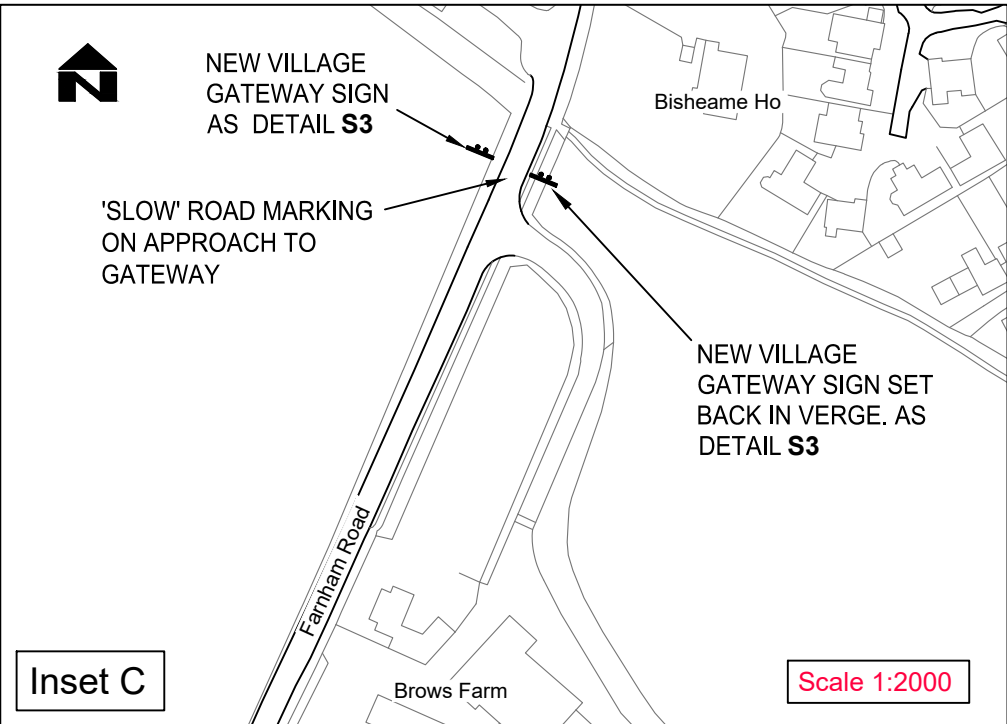 N
NEW VILLAGE
GATEWAY SIGN
AS DETAIL S3
Bisheame Ho
'SLOW' ROAD MARKING
ON APPROACH TO
GATEWAY
NEW VILLAGE
GATEWAY SIGN SET
BACK IN VERGE. AS
DETAIL S3
Farnham Road
Brows Farm
Inset C
Scale 1:2000